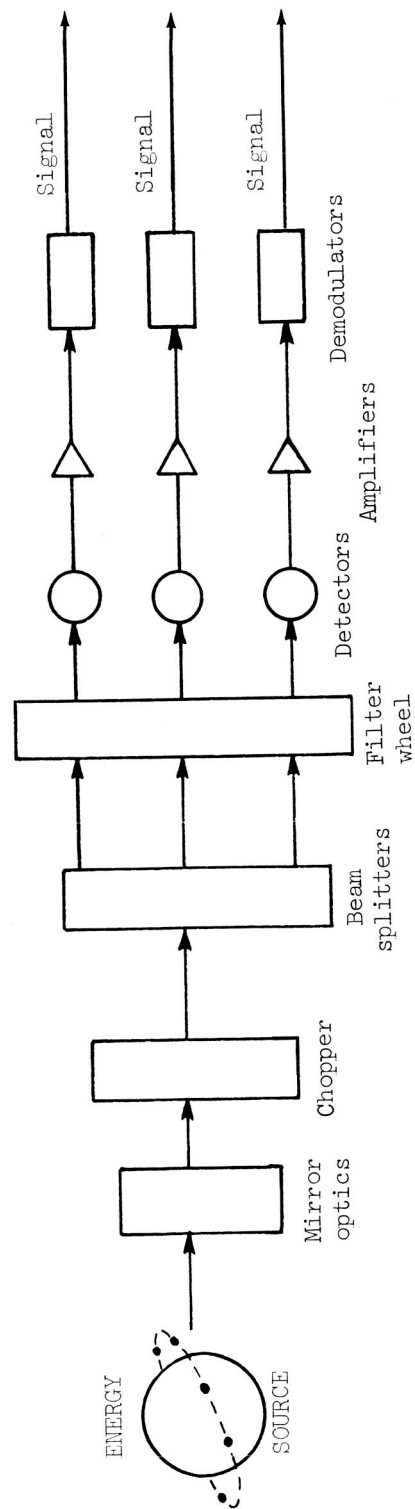 ENERGY
SOURCE
Mirror
optics
Chopper
Beam
splitters
Filter
wheel
Detectors
Amplifiers
Demodulators
Signal
Signal
Signal